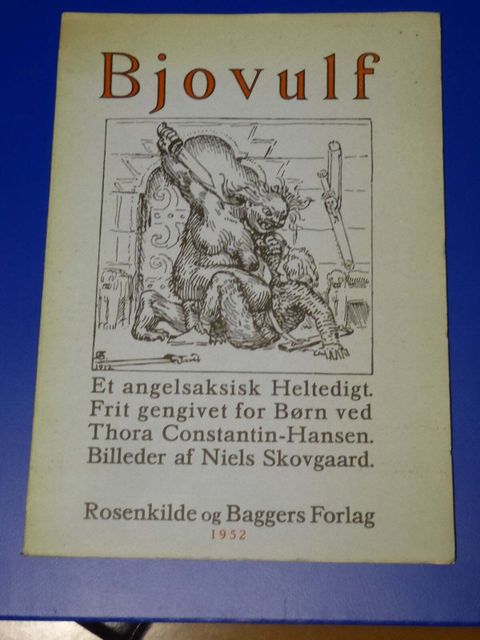 Bjovulf
1912
Et angelsaksisk Heltedigt.
Frit gengivet for Børn ved
Thora Constantin-Hansen.
Billeder af Niels Skovgaard.
Rosenkilde og Baggers Forlag
1952